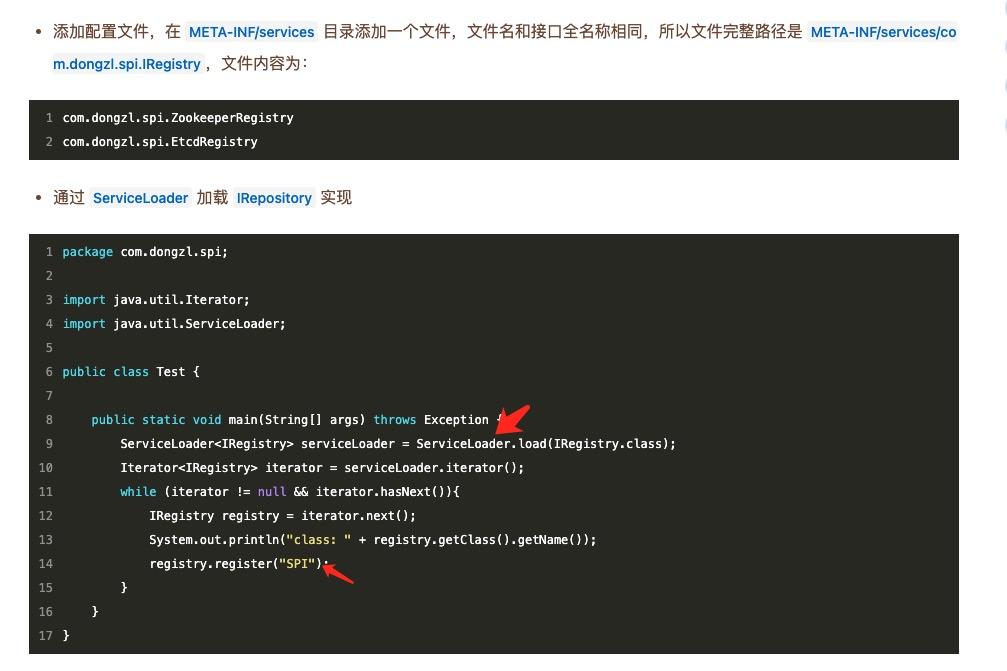 • 添加配置文件，在 META-INF/services 目录添加一个文件，文件名和接口全名称相同，所以文件完整路径是 META-INF/services/co
m.dongzl.spi.IRegistry ，文件内容为：
1 com.dongzl.spi.ZookeeperRegistry
2 com.dongzl.spi.EtcdRegistry
• 通过 ServiceLoader 加载 IRepository 实现
1 package com.dongzl.spi;
2
3 import java.util.Iterator;
4 import java.util.ServiceLoader;
5
6 public class Test {
7
8     public static void main(String[] args) throws Exception {
9         ServiceLoader<IRegistry> serviceLoader = ServiceLoader.load(IRegistry.class);
10         Iterator<IRegistry> iterator = serviceLoader.iterator();
11         while (iterator != null && iterator.hasNext()){
12             IRegistry registry = iterator.next();
13             System.out.println("class: " + registry.getClass().getName());
14             registry.register("SPI");
15         }
16     }
17 }